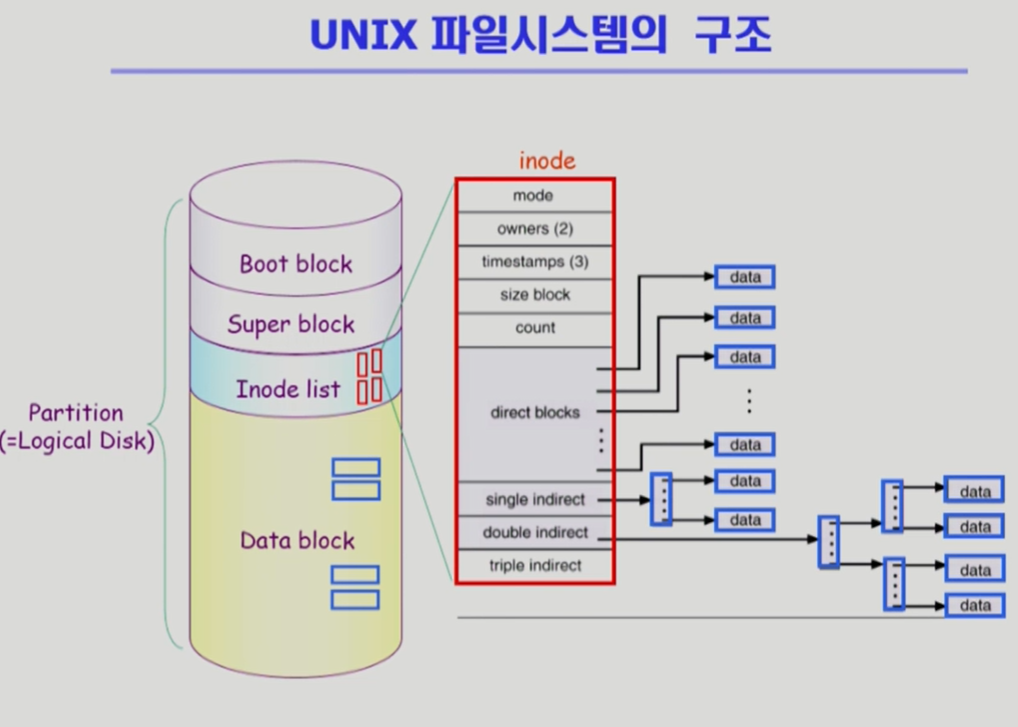 UNIX 파일시스템의 구조
Boot block
Super block
Inode list
Data block
Partition
(=Logical Disk)
inode
mode
owners (2)
timestamps (3)
size block
count
direct blocks
single indirect
double indirect
triple indirect
data
data
data
data
data
data
data
data
data
data